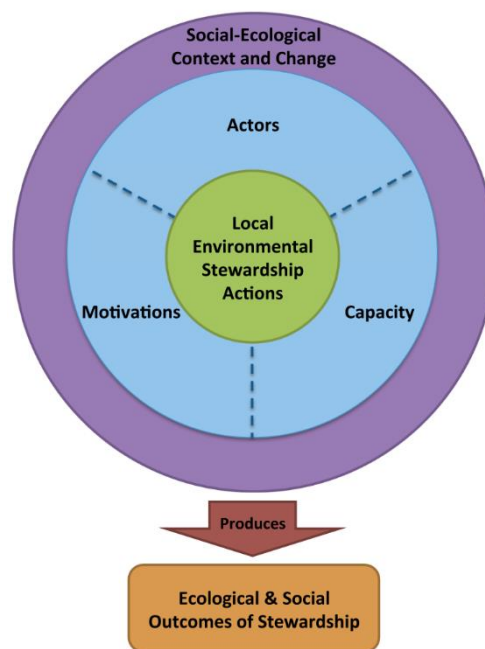 Social-Ecological
Context and Change
Actors
Local
Environmental
Stewardship
Actions
Motivations
Capacity
Produces
Ecological & Social
Outcomes of Stewardship